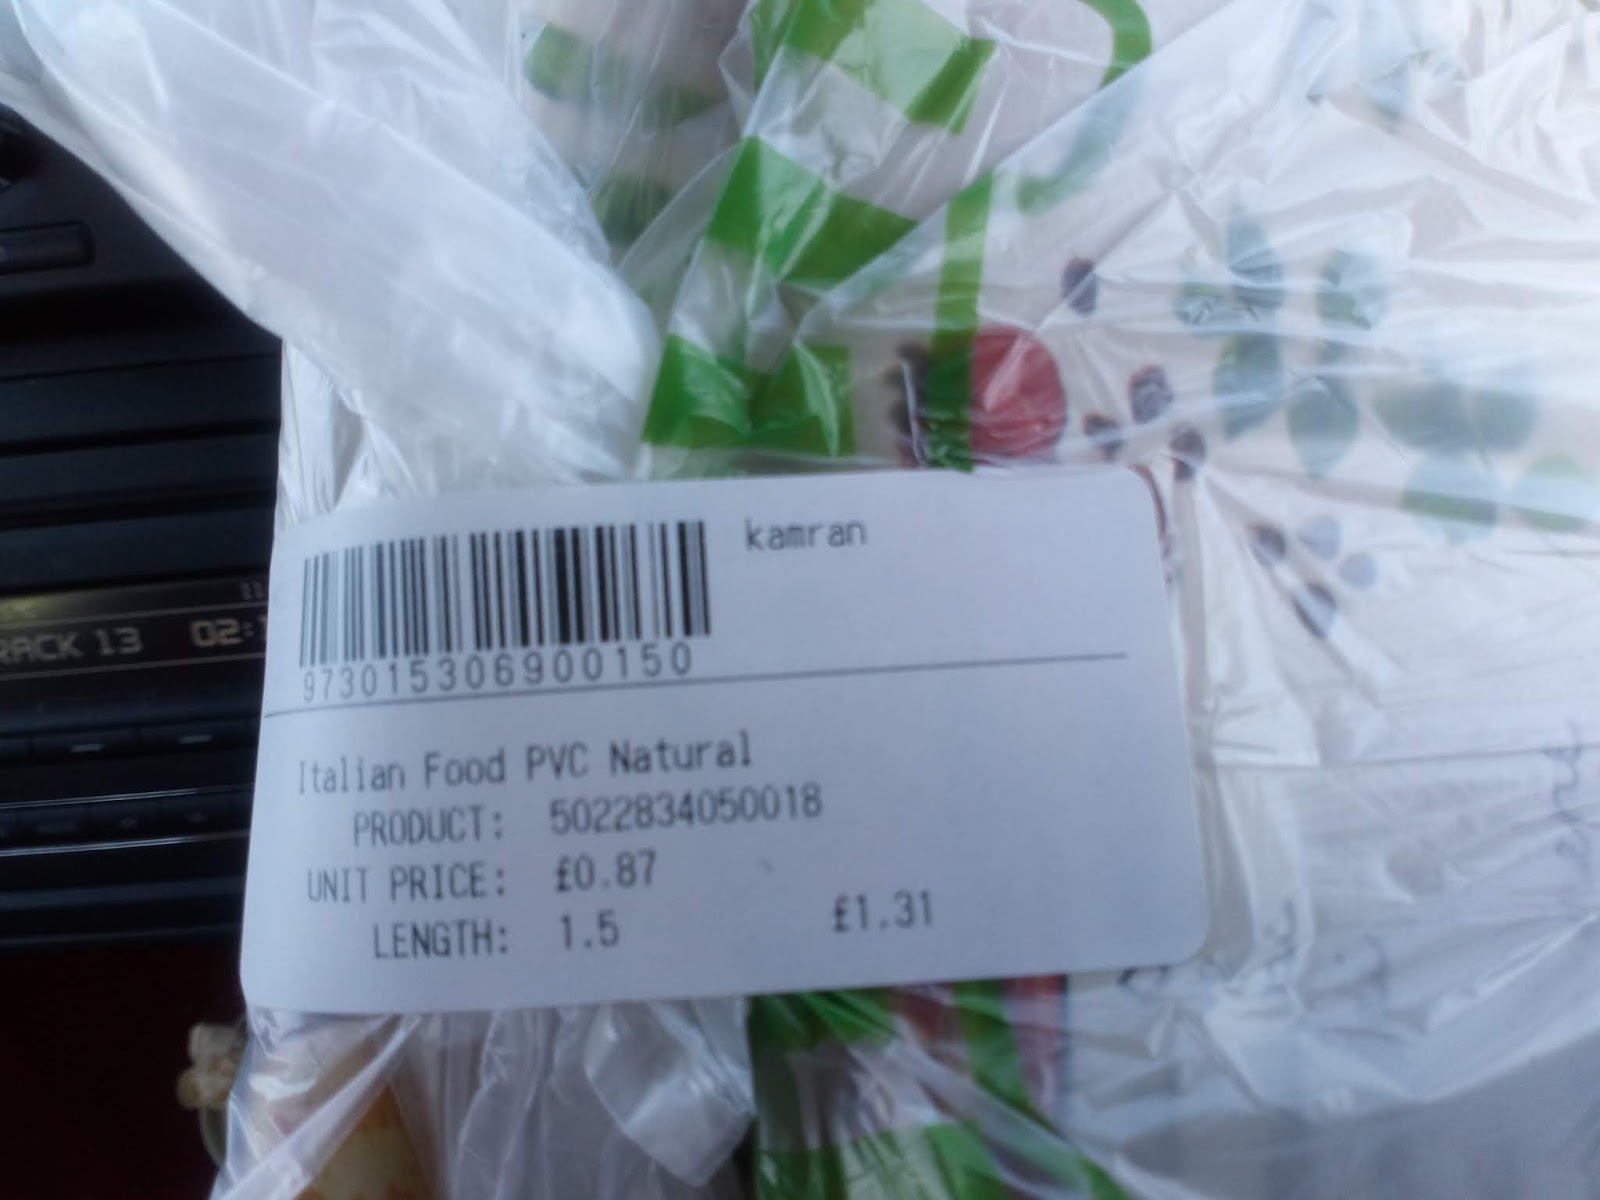 kamran
973015306900150
Italian Food PVC Natural
PRODUCT: 5022834050018
UNIT PRICE: £0.87
LENGTH: 1.5 £1.31
RACK 13 02: